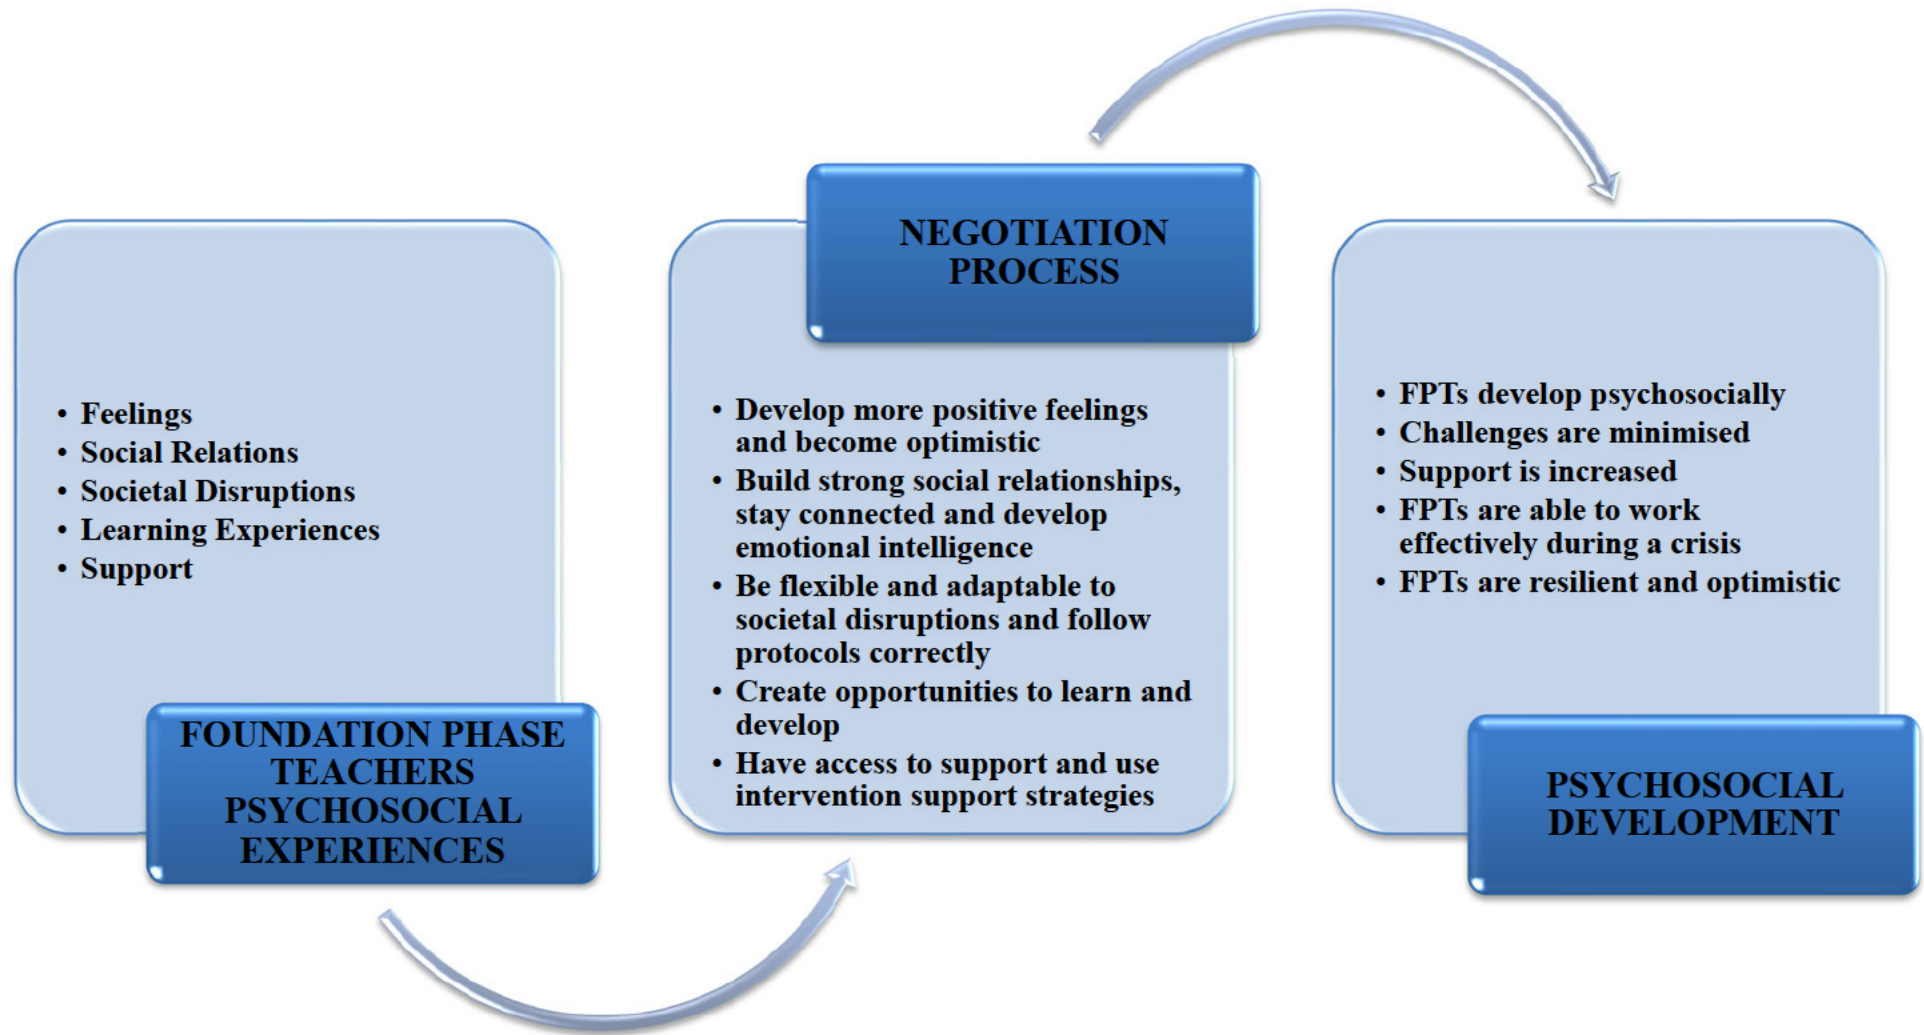 • Feelings
• Social Relations
• Societal Disruptions
• Learning Experiences
• Support
FOUNDATION PHASE
TEACHERS
PSYCHOSOCIAL
EXPERIENCES
NEGOTIATION
PROCESS
• Develop more positive feelings
and become optimistic
• Build strong social relationships,
stay connected and develop
emotional intelligence
• Be flexible and adaptable to
societal disruptions and follow
protocols correctly
• Create opportunities to learn and
develop
• Have access to support and use
intervention support strategies
• FPTs develop psychosocially
• Challenges are minimised
• Support is increased
• FPTs are able to work
effectively during a crisis
• FPTs are resilient and optimistic
PSYCHOSOCIAL
DEVELOPMENT